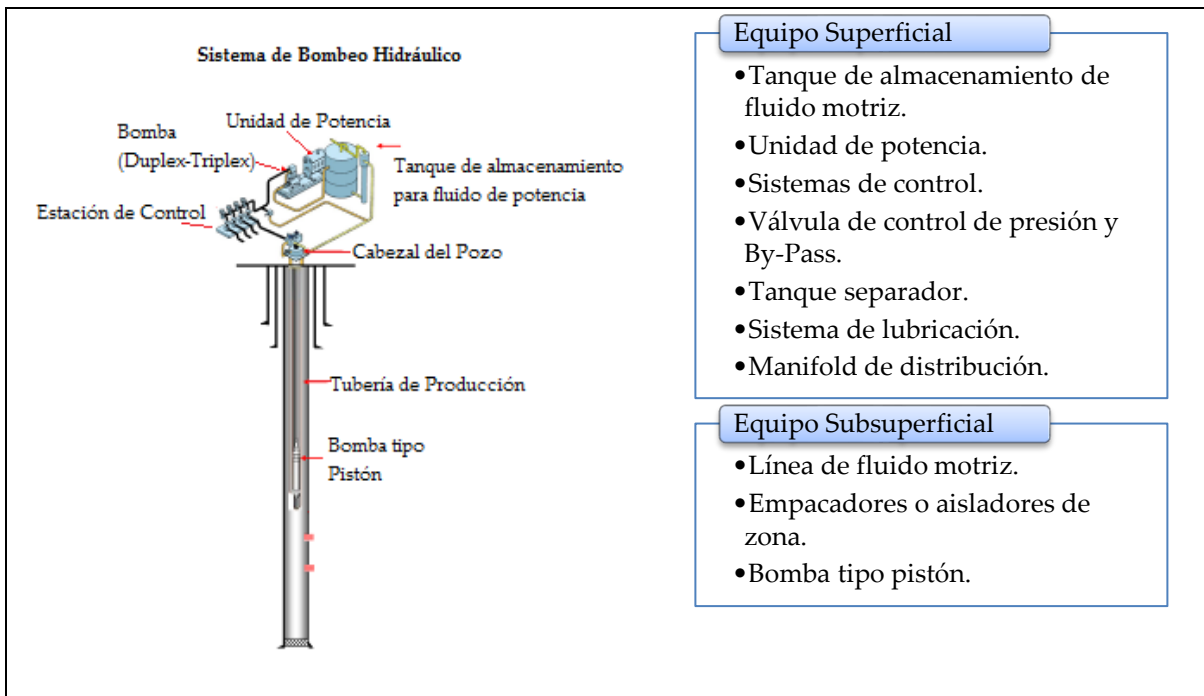 Sistema de Bombeo Hidráulico
Unidad de Potencia
Bomba
(Duplex-Triplex)
Tanque de almacenamiento
para fluido de potencia
Estación de Control
Cabezal del Pozo
Tubería de Producción
Bomba tipo
Pistón
Equipo Superficial
•Tanque de almacenamiento de
fluido motriz.
•Unidad de potencia.
•Sistemas de control.
•Válvula de control de presión y
By-Pass.
•Tanque separador.
•Sistema de lubricación.
•Manifold de distribución.
Equipo Subsuperficial
•Línea de fluido motriz.
•Empacadores o aisladores de
zona.
•Bomba tipo pistón.